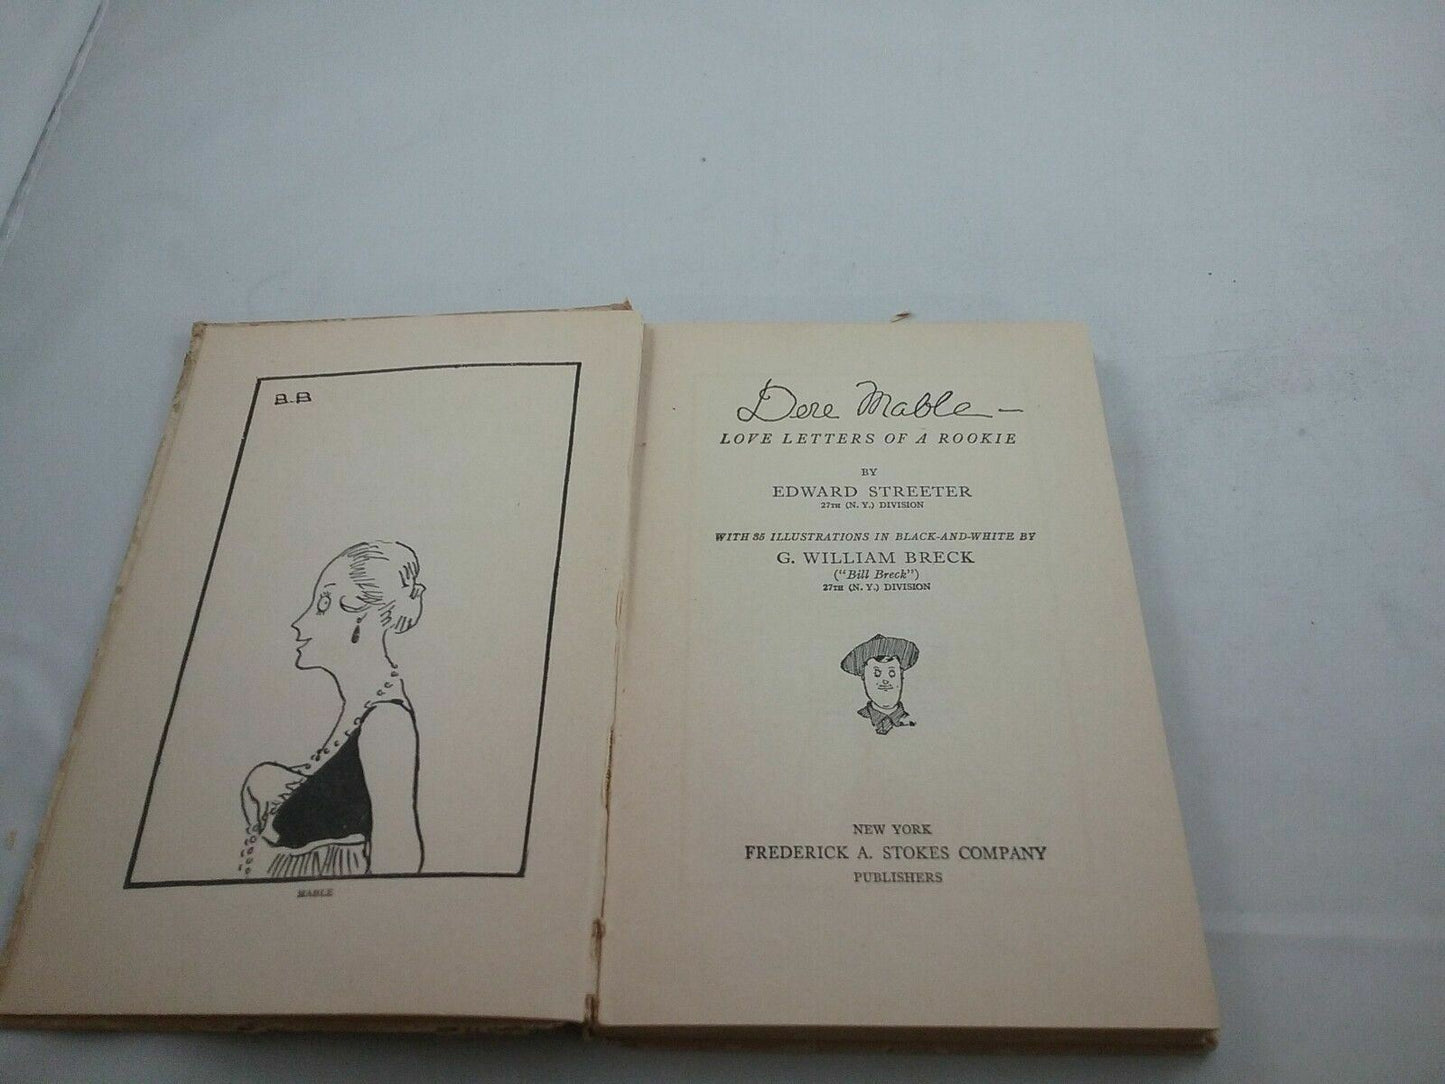 B.B
MABLE
Dere Mable—
LOVE LETTERS OF A ROOKIE
BY
EDWARD STREETER
27TH (N. Y.) DIVISION
WITH 35 ILLUSTRATIONS IN BLACK-AND-WHITE BY
G. WILLIAM BRECK
("Bill Breck")
27TH (N. Y.) DIVISION
NEW YORK
FREDERICK A. STOKES COMPANY
PUBLISHERS